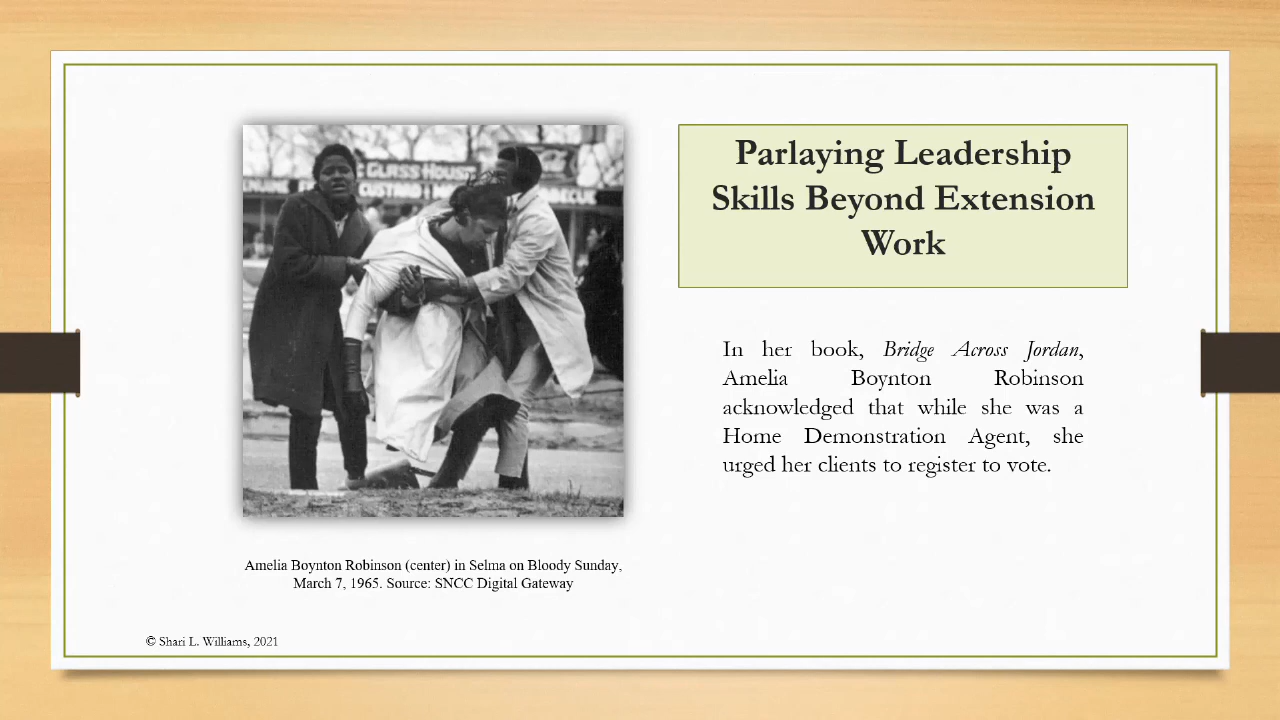 GLASS HOUSE
CUSTARD
Parlaying Leadership
Skills Beyond Extension
Work
In her book, Bridge Across Jordan,
Amelia Boynton Robinson
acknowledged that while she was a
Home Demonstration Agent, she
urged her clients to register to vote.
Amelia Boynton Robinson (center) in Selma on Bloody Sunday,
March 7, 1965. Source: SNCC Digital Gateway
© Shari L. Williams, 2021